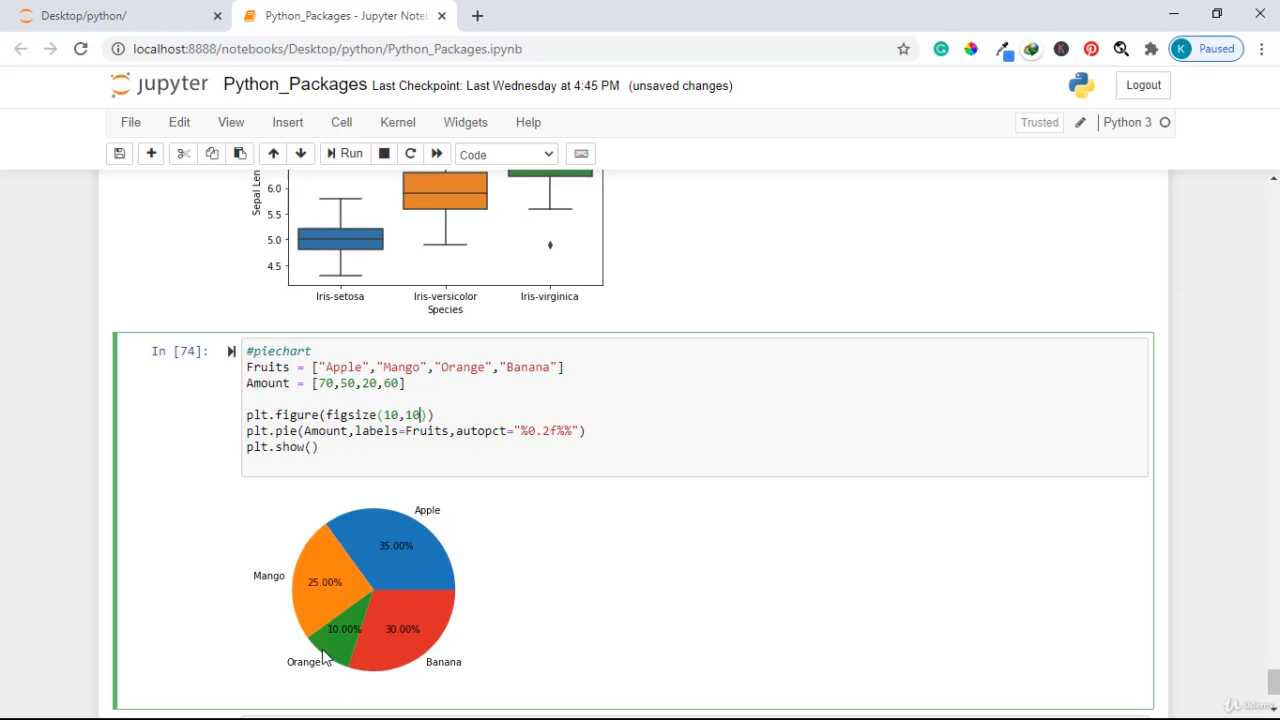 Desktop/python/
Python_Packages - Jupyter Noteb
localhost:8888/notebooks/Desktop/python/Python_Packages.ipynb
K Paused
jupyter Python_Packages Last Checkpoint: Last Wednesday at 4:45 PM (unsaved changes)
Logout
File Edit View Insert Cell Kernel Widgets Help
Trusted Python 3
Run Code
Sepal Len
6.0
5.5
5.0
4.5
Iris-setosa Iris-versicolor Iris-virginica
Species
In [74]:
#piechart
Fruits = ["Apple","Mango","Orange","Banana"]
Amount = [70,50,20,60]
plt.figure(figsize(10,10))
plt.pie(Amount,labels=Fruits,autopct="%0.2f%%")
plt.show()
Apple
35.00%
Mango
25.00%
10.00%
30.00%
Orange
Banana
Udemy